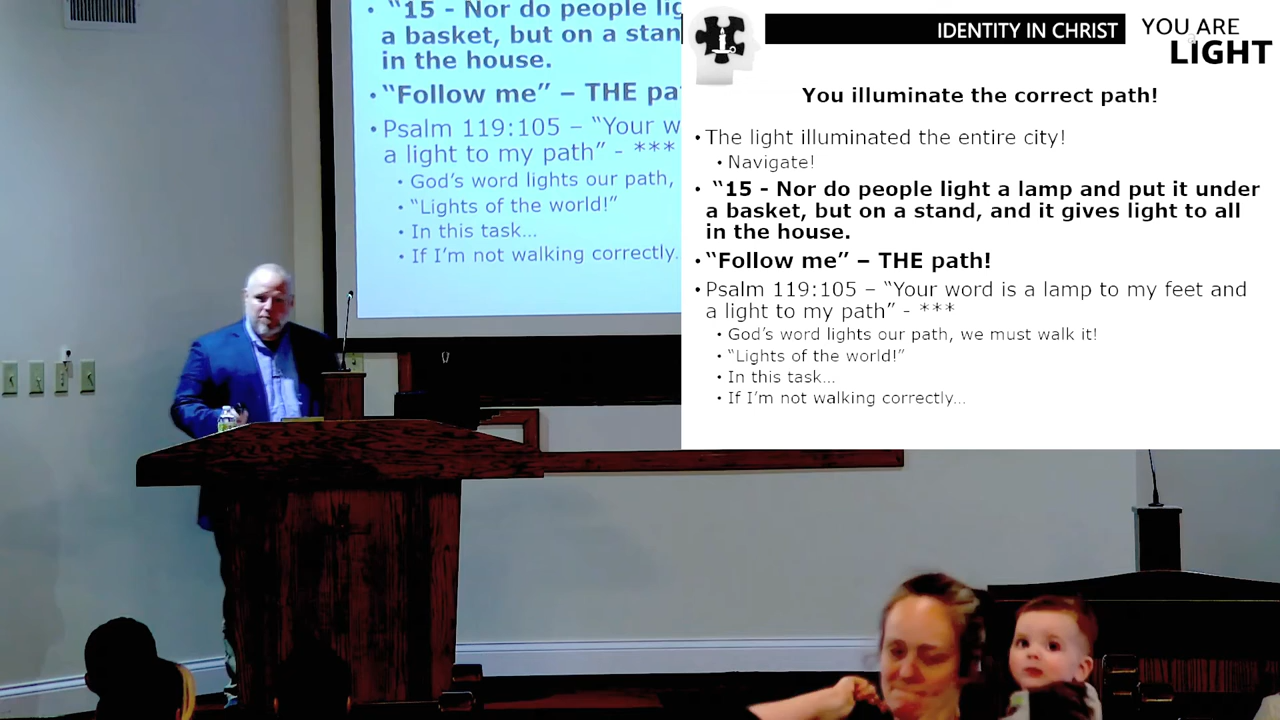 "15 - Nor do people lig
a basket, but on a stan
in the house.
"Follow me" – THE pa
Psalm 119:105 – "Your w
a light to my path" - ***
God's word lights our path,
"Lights of the world!"
In this task...
If I'm not walking correctly.
IDENTITY IN CHRIST
YOU ARE
LIGHT
You illuminate the correct path!
• The light illuminated the entire city!
• Navigate!
• "15 - Nor do people light a lamp and put it under
a basket, but on a stand, and it gives light to all
in the house.
• "Follow me" – THE path!
• Psalm 119:105 – "Your word is a lamp to my feet and
a light to my path" - ***
• God's word lights our path, we must walk it!
• "Lights of the world!"
• In this task...
• If I'm not walking correctly...